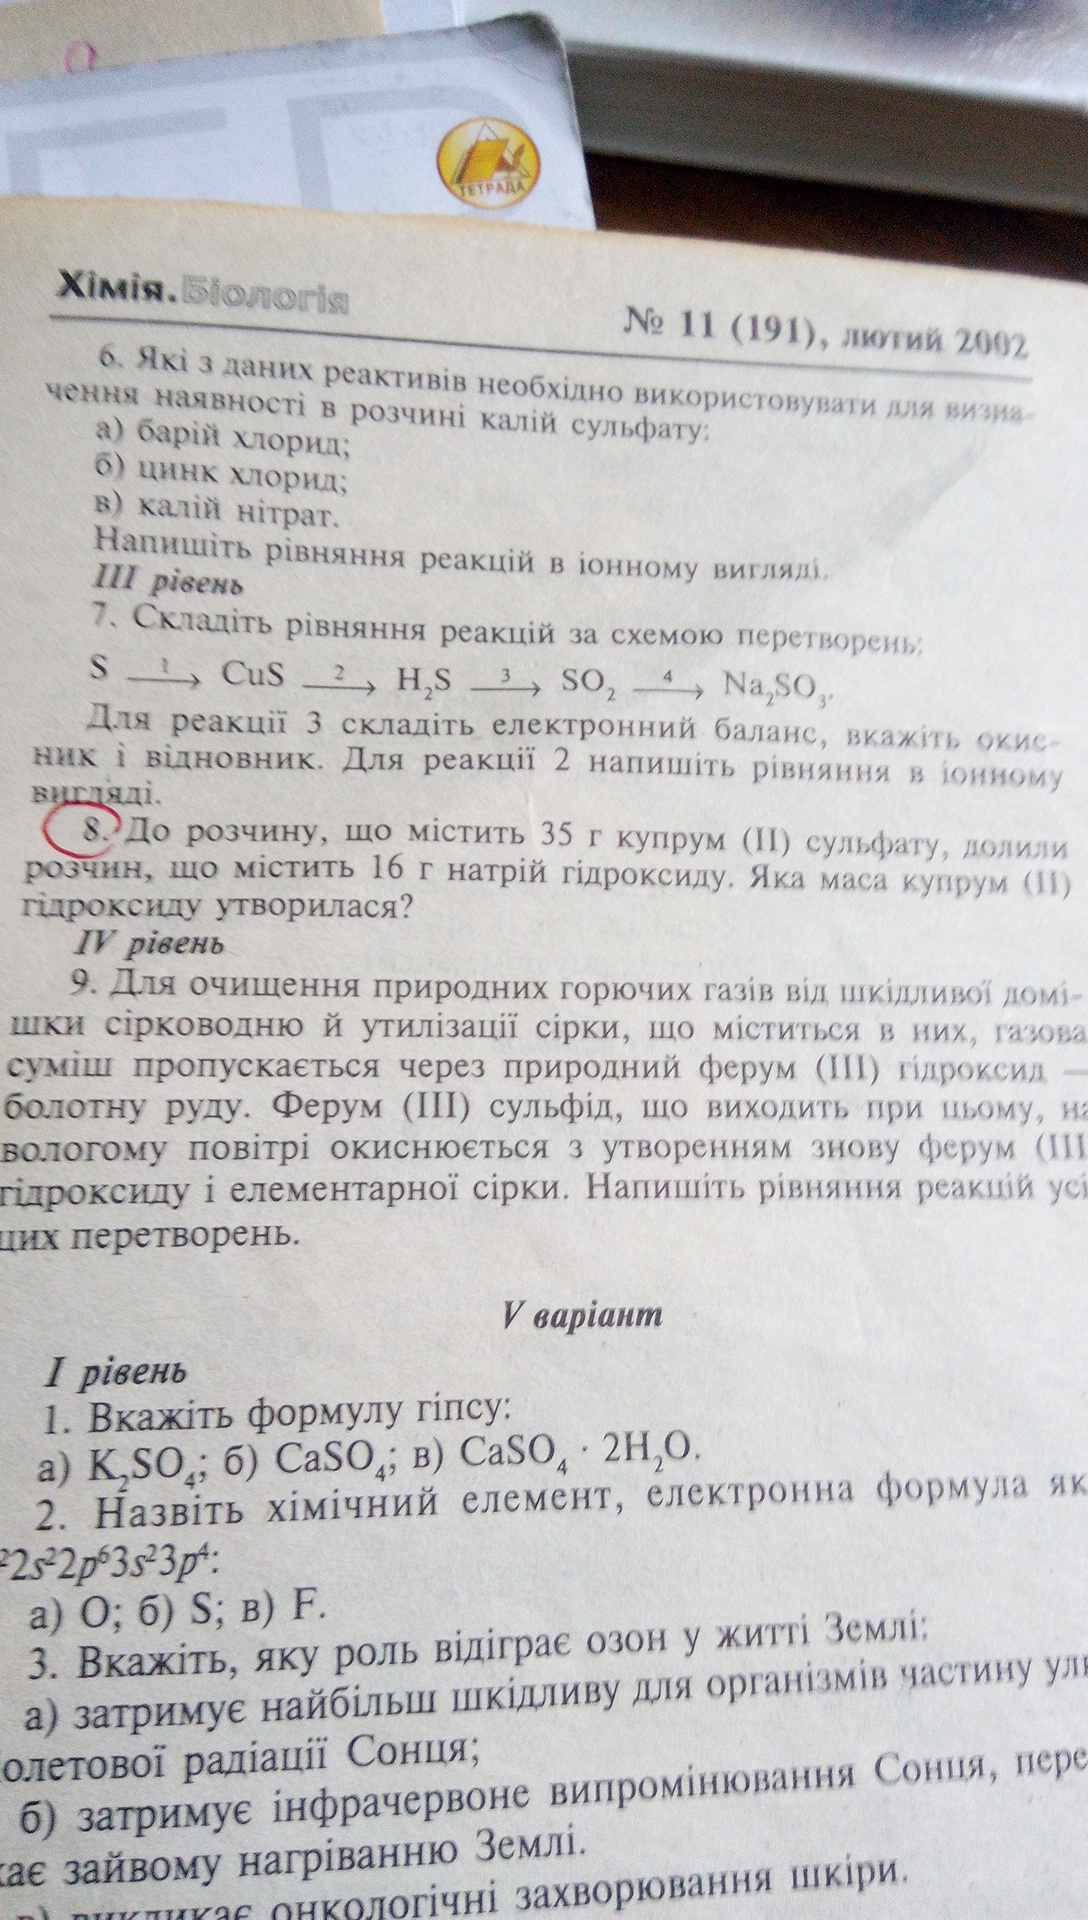 ТЕТРАДА
Хімія.Біологія
№ 11 (191), лютий 2002
6. Які з даних реактивів необхідно використовувати для визна-
чення наявності в розчині калій сульфату:
а) барій хлорид;
б) цинк хлорид;
в) калій нітрат.
Напишіть рівняння реакцій в іонному вигляді.
III рівень
7. Складіть рівняння реакцій за схемою перетворень:
S —1→ CuS —2→ H₂S —3→ SO₂ —4→ Na₂SO₃.
Для реакції 3 складіть електронний баланс, вкажіть окис-
ник і відновник. Для реакції 2 напишіть рівняння в іонному
вигляді.
8. До розчину, що містить 35 г купрум (II) сульфату, долили
розчин, що містить 16 г натрій гідроксиду. Яка маса купрум (II)
гідроксиду утворилася?
IV рівень
9. Для очищення природних горючих газів від шкідливої домі-
шки сірководню й утилізації сірки, що міститься в них, газова
суміш пропускається через природний ферум (III) гідроксид —
болотну руду. Ферум (III) сульфід, що виходить при цьому, на
вологому повітрі окиснюється з утворенням знову ферум (III
гідроксиду і елементарної сірки. Напишіть рівняння реакцій усі
цих перетворень.
V варіант
I рівень
1. Вкажіть формулу гіпсу:
а) K₂SO₄; б) CaSO₄; в) CaSO₄ · 2H₂O.
2. Назвіть хімічний елемент, електронна формула як
²2s²2p⁶3s²3p⁴:
а) O; б) S; в) F.
3. Вкажіть, яку роль відіграє озон у житті Землі:
а) затримує найбільш шкідливу для організмів частину уль
іолетової радіації Сонця;
б) затримує інфрачервоне випромінювання Сонця, пере
кає зайвому нагріванню Землі.
в) викликає онкологічні захворювання шкіри.